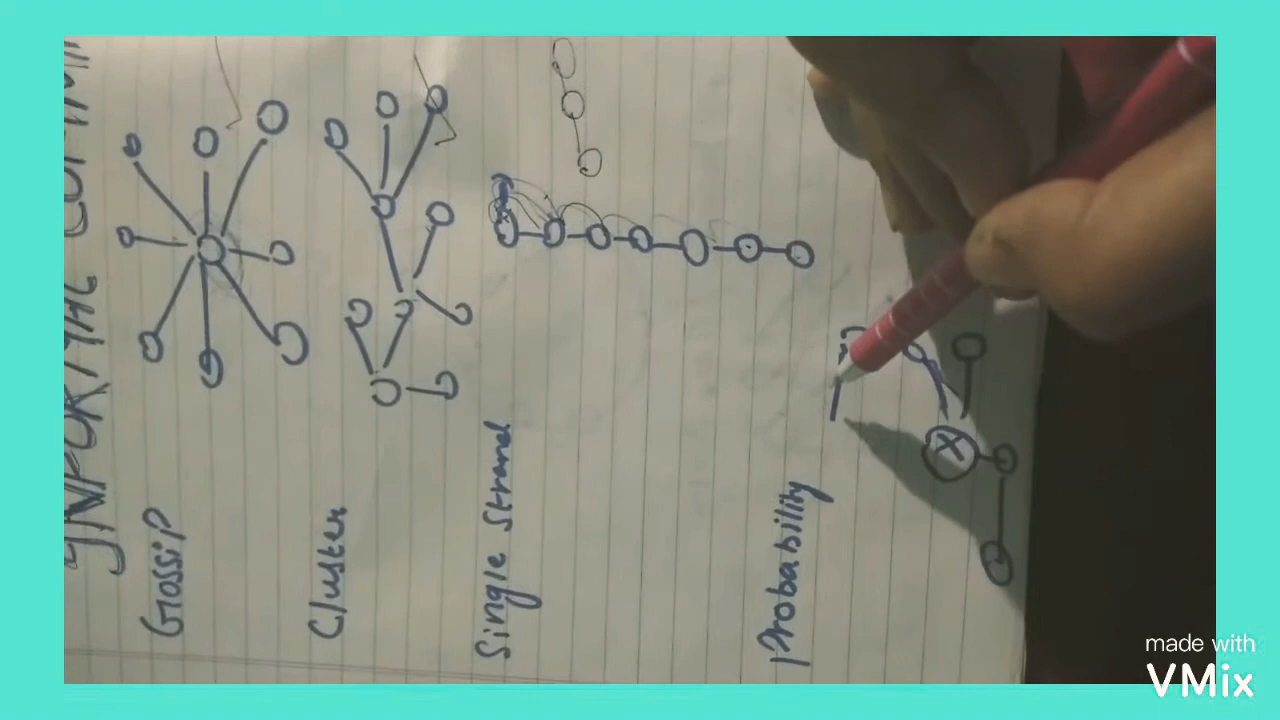 Gossip
Cluster
Single Strand
Probability
made with
VMix